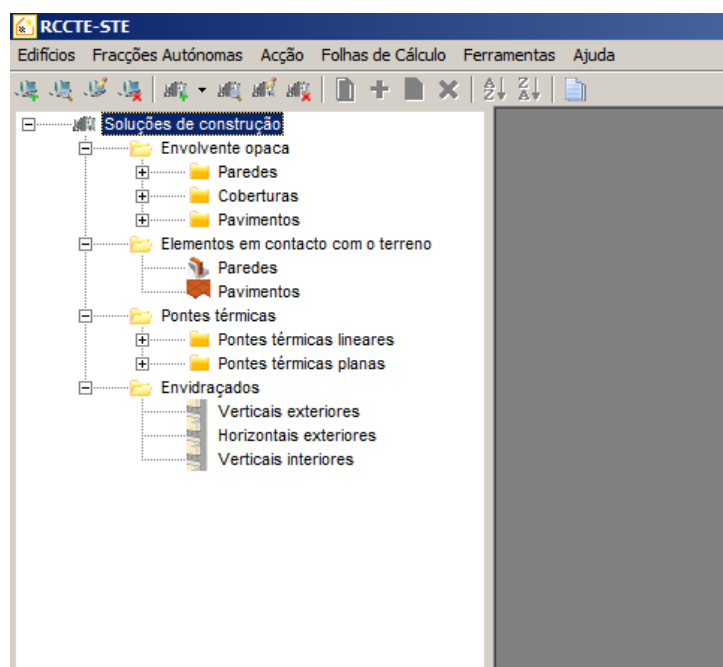 RCCTE-STE
Edifícios Fracções Autónomas Acção Folhas de Cálculo Ferramentas Ajuda
Soluções de construção
Envolvente opaca
Paredes
Coberturas
Pavimentos
Elementos em contacto com o terreno
Paredes
Pavimentos
Pontes térmicas
Pontes térmicas lineares
Pontes térmicas planas
Envidraçados
Verticais exteriores
Horizontais exteriores
Verticais interiores